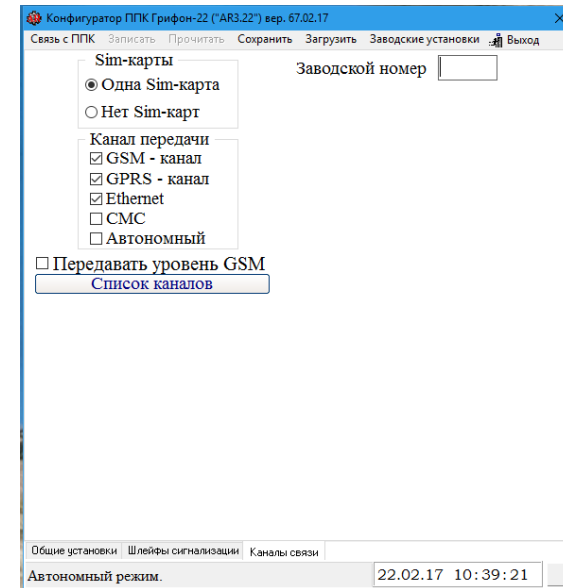 Конфигуратор ППК Грифон-22 ("AR3.22") вер. 67.02.17
Связь с ППК Записать Прочитать Сохранить Загрузить Заводские установки Выход
Sim-карты
Заводской номер
Одна Sim-карта
Нет Sim-карт
Канал передачи
GSM - канал
GPRS - канал
Ethernet
СМС
Автономный
Передавать уровень GSM
Список каналов
Общие установки Шлейфы сигнализации Каналы связи
Автономный режим. 22.02.17 10:39:21